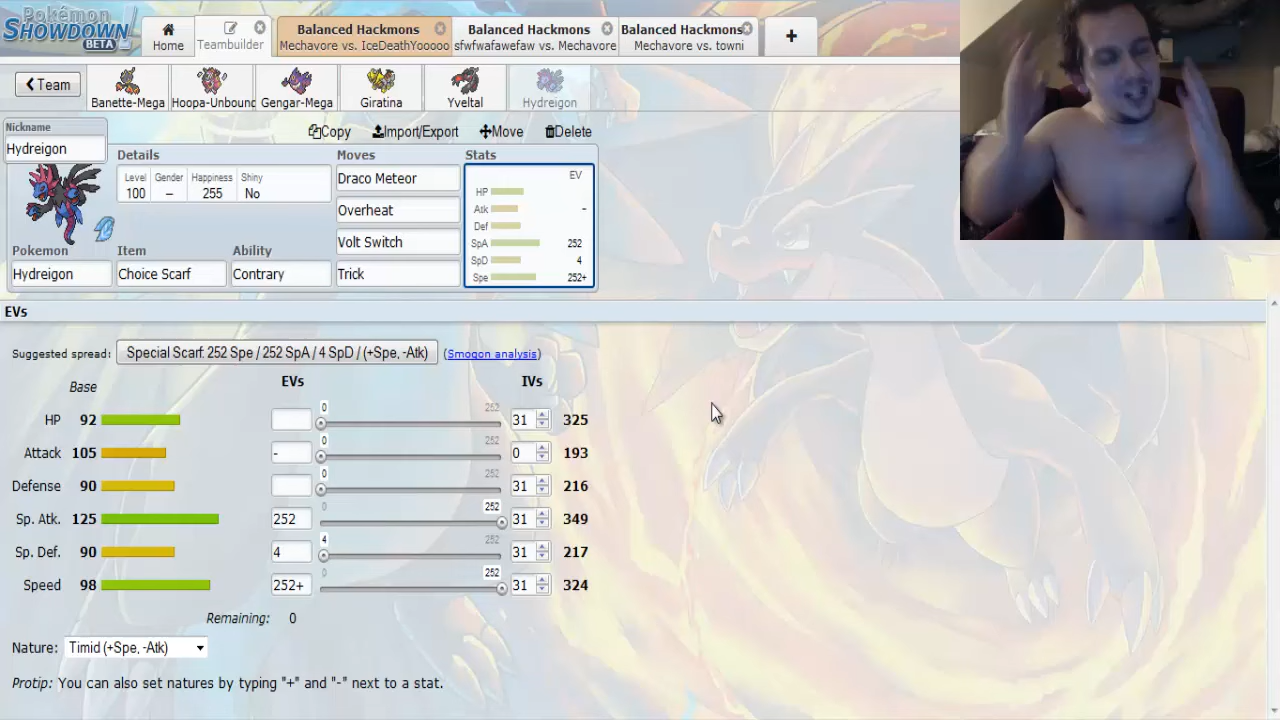 Pokémon
SHOWDOWN!
BETA
Home
Teambuilder
Balanced Hackmons
Mechavore vs. IceDeathYooooo
Balanced Hackmons
sfwfwafawefaw vs. Mechavore
Balanced Hackmons
Mechavore vs. towni
+
Team
Banette-Mega
Hoopa-Unbound
Gengar-Mega
Giratina
Yveltal
Hydreigon
Copy
Import/Export
Move
Delete
Nickname
Hydreigon
Details
Level
100
Gender
–
Happiness
255
Shiny
No
Pokemon
Hydreigon
Item
Choice Scarf
Ability
Contrary
Moves
Draco Meteor
Overheat
Volt Switch
Trick
Stats
EV
HP
Atk -
Def
SpA 252
SpD 4
Spe 252+
EVs
Suggested spread: Special Scarf: 252 Spe / 252 SpA / 4 SpD / (+Spe, -Atk) (Smogon analysis)
Base EVs IVs
HP 92 0 252 31 325
Attack 105 - 0 252 0 193
Defense 90 0 252 31 216
Sp. Atk. 125 252 0 252 31 349
Sp. Def. 90 4 4 252 31 217
Speed 98 252+ 0 252 31 324
Remaining: 0
Nature: Timid (+Spe, -Atk)
Protip: You can also set natures by typing "+" and "-" next to a stat.